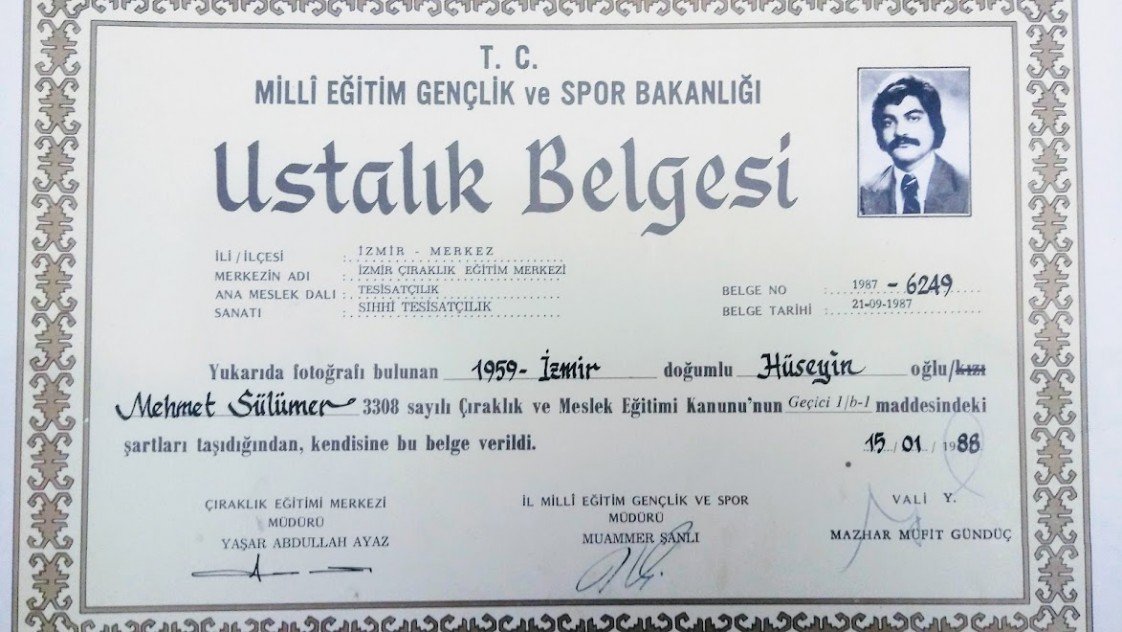 T. C.
MİLLÎ EĞİTİM GENÇLİK ve SPOR BAKANLIĞI
Ustalık Belgesi
İLİ / İLÇESİ : İZMİR - MERKEZ
MERKEZİN ADI : İZMİR ÇIRAKLIK EĞİTİM MERKEZİ
ANA MESLEK DALI : TESİSATÇILIK
SANATI : SIHHİ TESİSATÇILIK
BELGE NO : 1987 - 6249
BELGE TARİHİ : 21-09-1987
Yukarıda fotoğrafı bulunan 1959- İzmir doğumlu Hüseyin oğlu/kızı
Mehmet Sülümer 3308 sayılı Çıraklık ve Meslek Eğitimi Kanunu'nun Geçici 1/b-1 maddesindeki
şartları taşıdığından, kendisine bu belge verildi. 15 / 01 / 1988
ÇIRAKLIK EĞİTİMİ MERKEZİ
MÜDÜRÜ
YAŞAR ABDULLAH AYAZ
İL MİLLÎ EĞİTİM GENÇLİK VE SPOR
MÜDÜRÜ
MUAMMER ŞANLI
VALİ Y.
MAZHAR MÜFİT GÜNDÜÇ